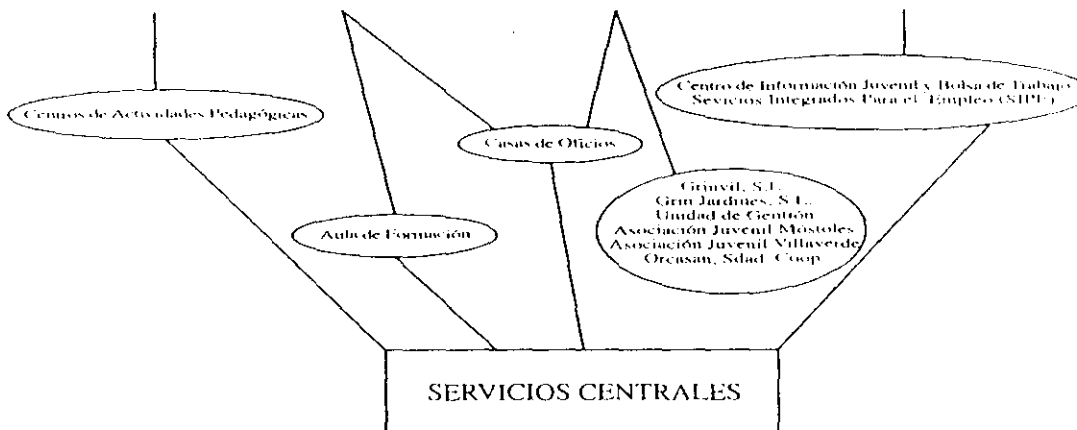 Centros de Actividades Pedagógicas
Centro de Información Juvenil y Bolsa de Trabajo
Sevicios Integrados Para el Empleo (SIPE)
Casas de Oficios
Aula de Formación
Grinvil, S.L.
Grin Jardines, S.L.
Unidad de Gentión
Asociación Juvenil Móstoles
Asociación Juvenil Villaverde
Orcasan, Sdad. Coop.
SERVICIOS CENTRALES